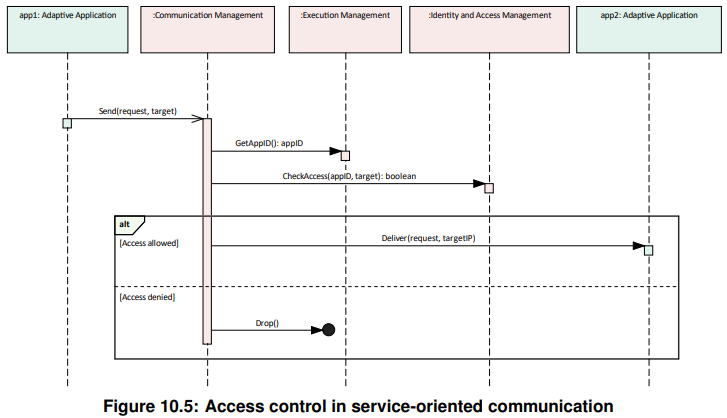 app1: Adaptive Application
:Communication Management
:Execution Management
:Identity and Access Management
app2: Adaptive Application
Send(request, target)
GetAppID(): appID
CheckAccess(appID, target): boolean
alt
[Access allowed]
Deliver(request, targetIP)
[Access denied]
Drop()
Figure 10.5: Access control in service-oriented communication